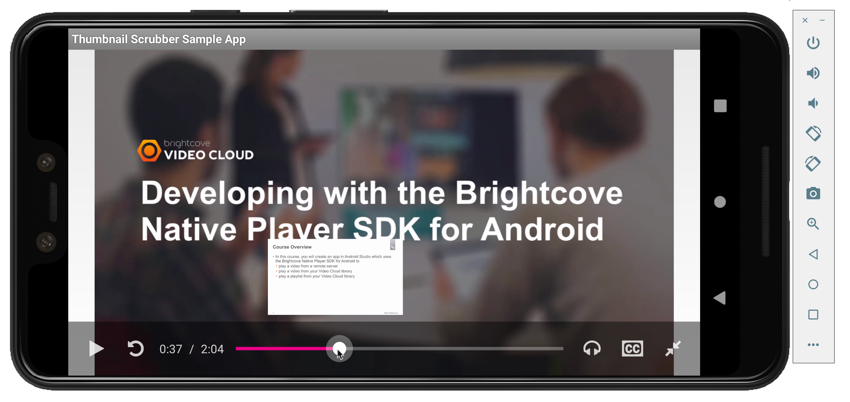 Thumbnail Scrubber Sample App
brightcove
VIDEO CLOUD
Developing with the Brightcove
Native Player SDK for Android
Course Overview
In this course, you will create an app in Android Studio which uses
the Brightcove Native Player SDK for Android to
play a video from a remote server
play a video from your Video Cloud library
play a playlist from your Video Cloud library
0:37 / 2:04
CC